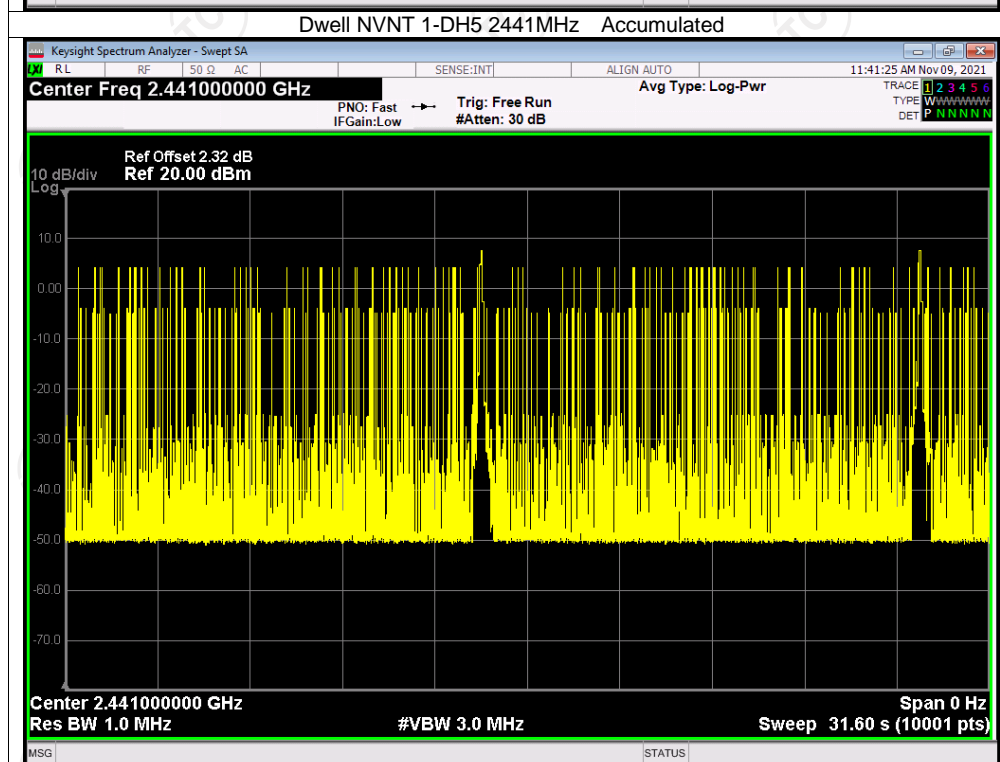 Dwell NVNT 1-DH5 2441MHz Accumulated
Keysight Spectrum Analyzer - Swept SA
LXI RL RF 50 Ω AC SENSE:INT ALIGN AUTO 11:41:25 AM Nov 09, 2021
Center Freq 2.441000000 GHz Avg Type: Log-Pwr TRACE 1 2 3 4 5 6
PNO: Fast Trig: Free Run TYPE WWWWWW
IFGain:Low #Atten: 30 dB DET P N N N N N
Ref Offset 2.32 dB
10 dB/div Ref 20.00 dBm
Log
10.0
0.00
-10.0
-20.0
-30.0
-40.0
-50.0
-60.0
-70.0
Center 2.441000000 GHz Span 0 Hz
Res BW 1.0 MHz #VBW 3.0 MHz Sweep 31.60 s (10001 pts)
MSG STATUS